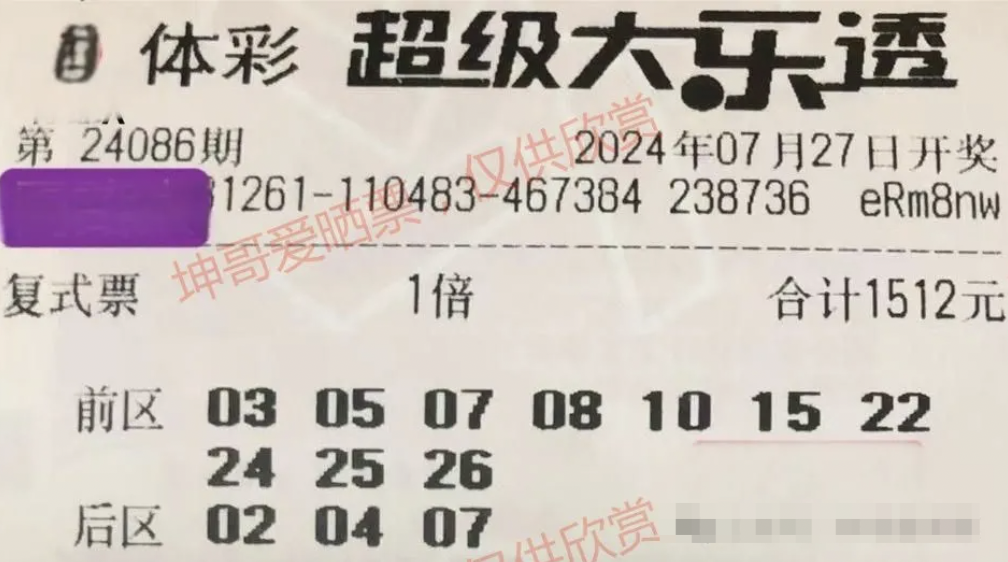 体彩 超级大乐透
第 24086期 2024年07月27日开奖
1261-110483-467384 238736 eRm8nw
坤哥爱晒票，仅供欣赏
复式票 1倍 合计1512元
前区 03 05 07 08 10 15 22
24 25 26
后区 02 04 07
仅供欣赏